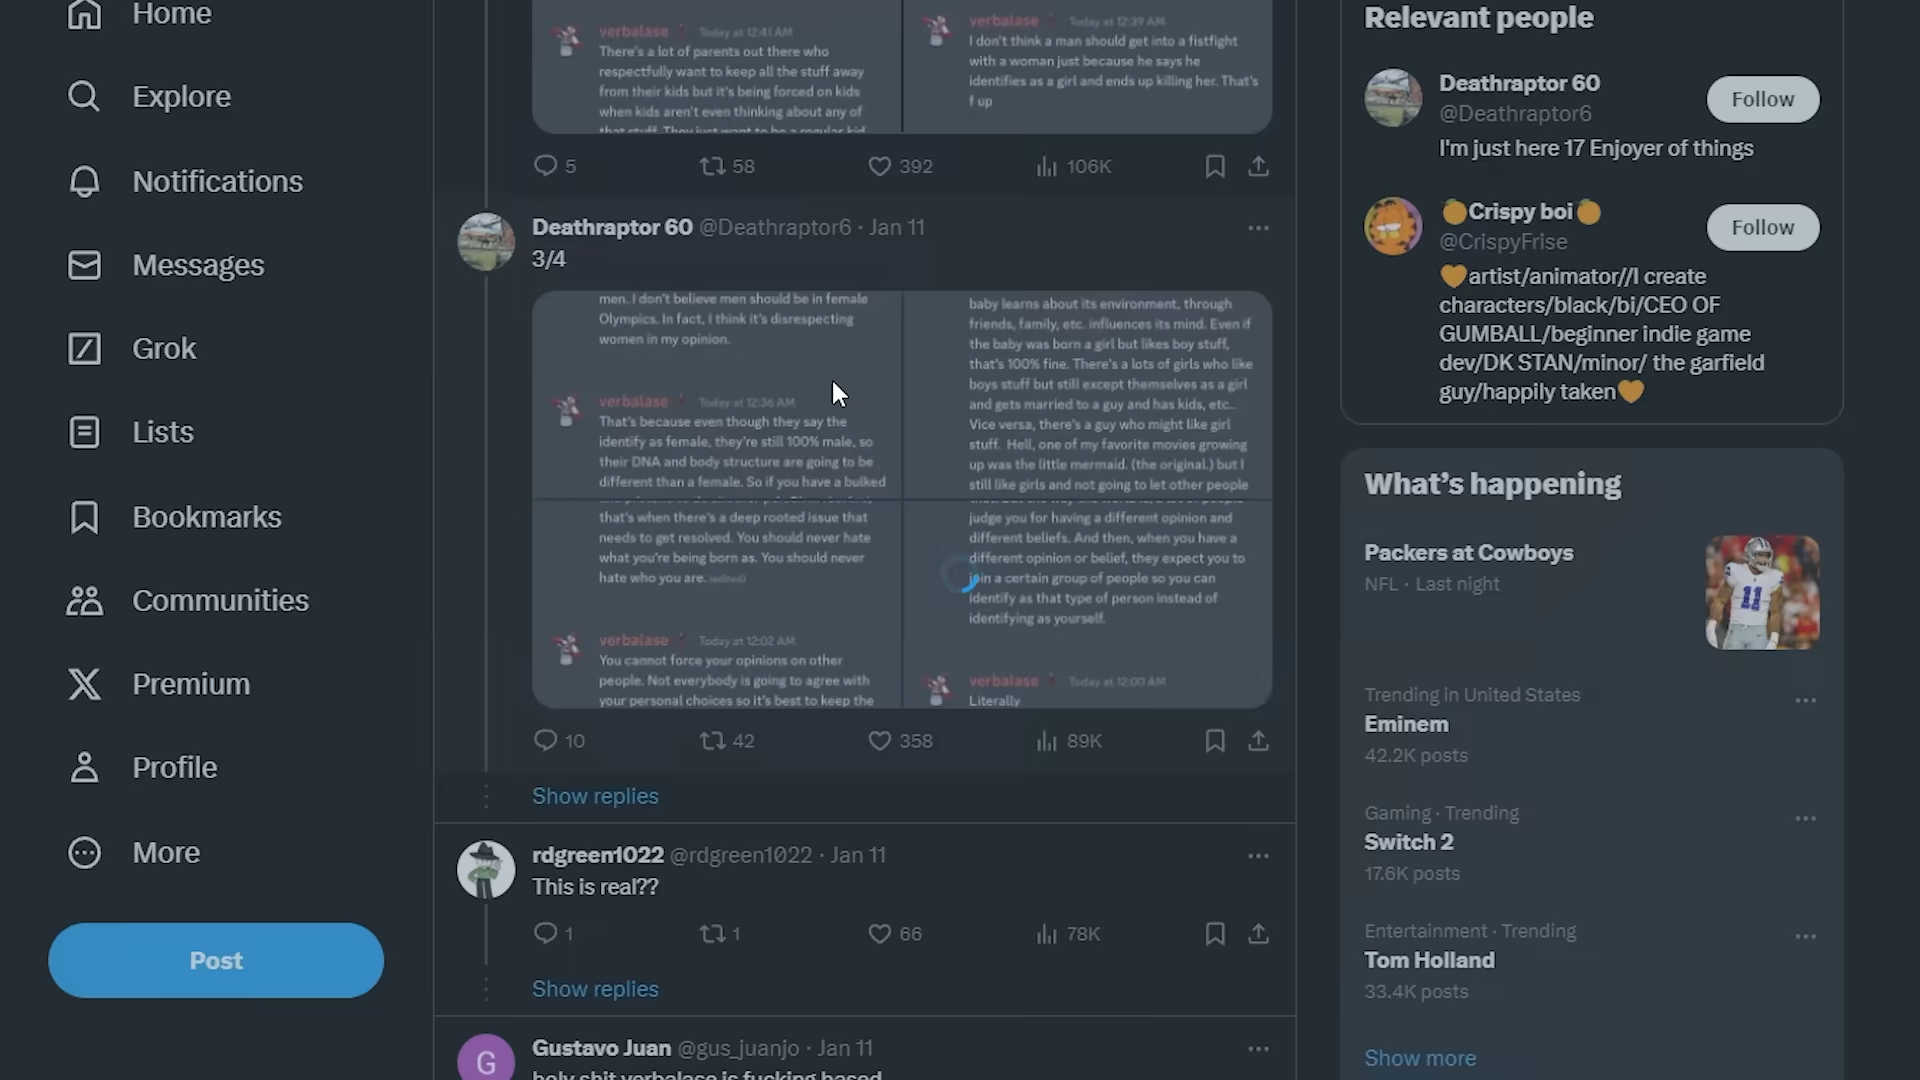 Home
Explore
Notifications
Messages
Grok
Lists
Bookmarks
Communities
Premium
Profile
More
Post
verbalase Today at 12:41 AM
There's a lot of parents out there who
respectfully want to keep all the stuff away
from their kids but it's being forced on kids
when kids aren't even thinking about any of
that stuff. They just want to be a regular kid
verbalase Today at 12:39 AM
I don't think a man should get into a fistfight
with a woman just because he says he
identifies as a girl and ends up killing her. That's
f up
5 58 392 106K
Deathraptor 60 @Deathraptor6 · Jan 11
3/4
men. I don't believe men should be in female
Olympics. In fact, I think it's disrespecting
women in my opinion.
verbalase Today at 12:36 AM
That's because even though they say the
identify as female, they're still 100% male, so
their DNA and body structure are going to be
different than a female. So if you have a bulked
baby learns about its environment, through
friends, family, etc. influences its mind. Even if
the baby was born a girl but likes boy stuff,
that's 100% fine. There's a lots of girls who like
boys stuff but still except themselves as a girl
and gets married to a guy and has kids, etc...
Vice versa, there's a guy who might like girl
stuff. Hell, one of my favorite movies growing
up was the little mermaid. (the original.) but I
still like girls and not going to let other people
that's when there's a deep rooted issue that
needs to get resolved. You should never hate
what you're being born as. You should never
hate who you are. (edited)
verbalase Today at 12:02 AM
You cannot force your opinions on other
people. Not everybody is going to agree with
your personal choices so it's best to keep the
judge you for having a different opinion and
different beliefs. And then, when you have a
different opinion or belief, they expect you to
join a certain group of people so you can
identify as that type of person instead of
identifying as yourself.
verbalase Today at 12:00 AM
Literally
10 42 358 89K
Show replies
rdgreen1022 @rdgreen1022 · Jan 11
This is real??
1 1 66 78K
Show replies
G
Gustavo Juan @gus_juanjo · Jan 11
holy shit verbalase is fucking based
Relevant people
Deathraptor 60
@Deathraptor6
Follow
I'm just here 17 Enjoyer of things
🍊Crispy boi🍊
@CrispyFrise
Follow
🧡artist/animator//I create
characters/black/bi/CEO OF
GUMBALL/beginner indie game
dev/DK STAN/minor/ the garfield
guy/happily taken🧡
What's happening
Packers at Cowboys
NFL · Last night
11
Trending in United States
Eminem
42.2K posts
Gaming · Trending
Switch 2
17.6K posts
Entertainment · Trending
Tom Holland
33.4K posts
Show more